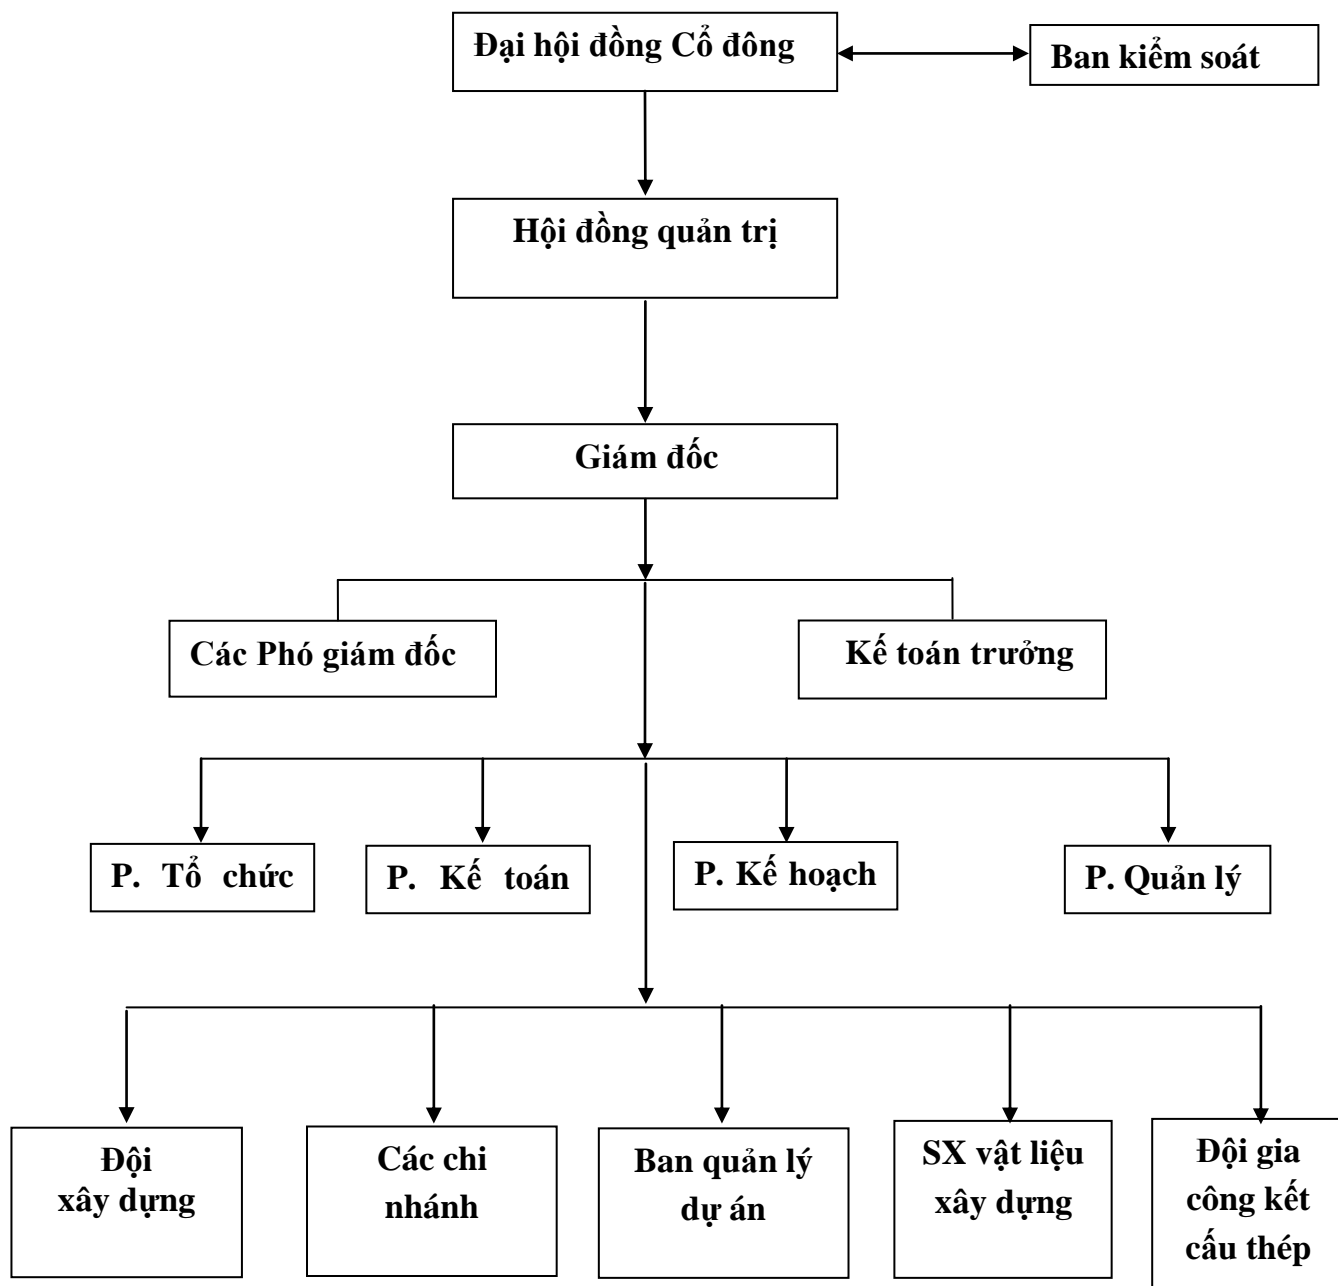 Đại hội đồng Cổ đông
Ban kiểm soát
Hội đồng quản trị
Giám đốc
Các Phó giám đốc
Kế toán trưởng
P. Tổ chức
P. Kế toán
P. Kế hoạch
P. Quản lý
Đội
xây dựng
Các chi
nhánh
Ban quản lý
dự án
SX vật liệu
xây dựng
Đội gia
công kết
cấu thép